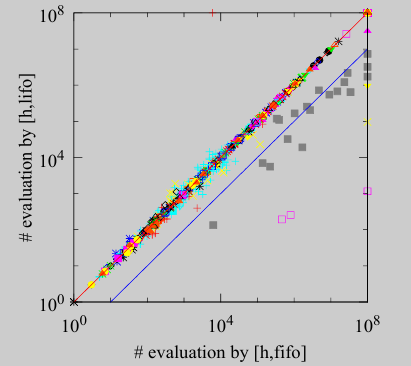 10^8
10^4
10^0
# evaluation by [h,lifo]
10^0 10^4 10^8
# evaluation by [h,fifo]